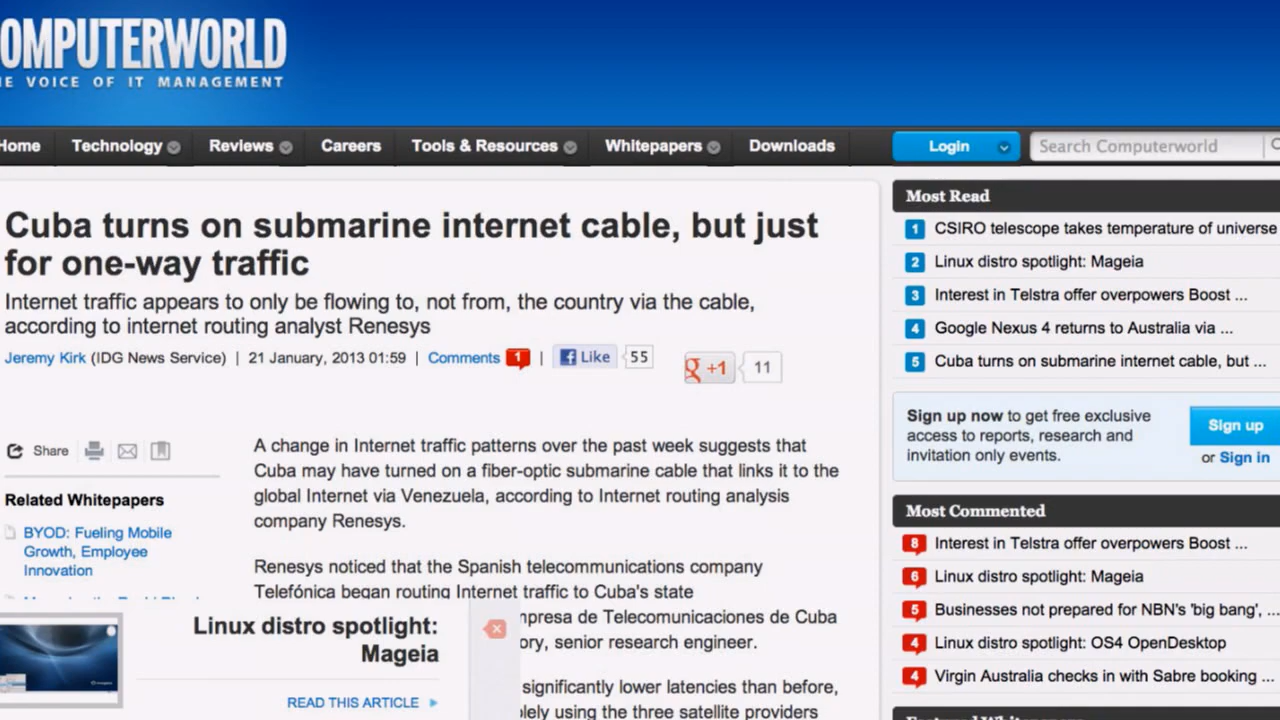 OMPUTERWORLD
E VOICE OF IT MANAGEMENT
Home Technology Reviews Careers Tools & Resources Whitepapers Downloads Login Search Computerworld
Cuba turns on submarine internet cable, but just
for one-way traffic
Internet traffic appears to only be flowing to, not from, the country via the cable,
according to internet routing analyst Renesys
Jeremy Kirk (IDG News Service) | 21 January, 2013 01:59 | Comments 1 | Like 55 g +1 11
Share
Related Whitepapers
BYOD: Fueling Mobile
Growth, Employee
Innovation
A change in Internet traffic patterns over the past week suggests that
Cuba may have turned on a fiber-optic submarine cable that links it to the
global Internet via Venezuela, according to Internet routing analysis
company Renesys.
Renesys noticed that the Spanish telecommunications company
Telefónica began routing Internet traffic to Cuba's state
mpresa de Telecomunicaciones de Cuba
ory, senior research engineer.
significantly lower latencies than before,
lely using the three satellite providers
Linux distro spotlight:
Mageia
READ THIS ARTICLE
Most Read
1 CSIRO telescope takes temperature of universe
2 Linux distro spotlight: Mageia
3 Interest in Telstra offer overpowers Boost ...
4 Google Nexus 4 returns to Australia via ...
5 Cuba turns on submarine internet cable, but ...
Sign up now to get free exclusive
access to reports, research and
invitation only events.
Sign up
or Sign in
Most Commented
8 Interest in Telstra offer overpowers Boost ...
6 Linux distro spotlight: Mageia
5 Businesses not prepared for NBN's 'big bang', ...
4 Linux distro spotlight: OS4 OpenDesktop
4 Virgin Australia checks in with Sabre booking ...